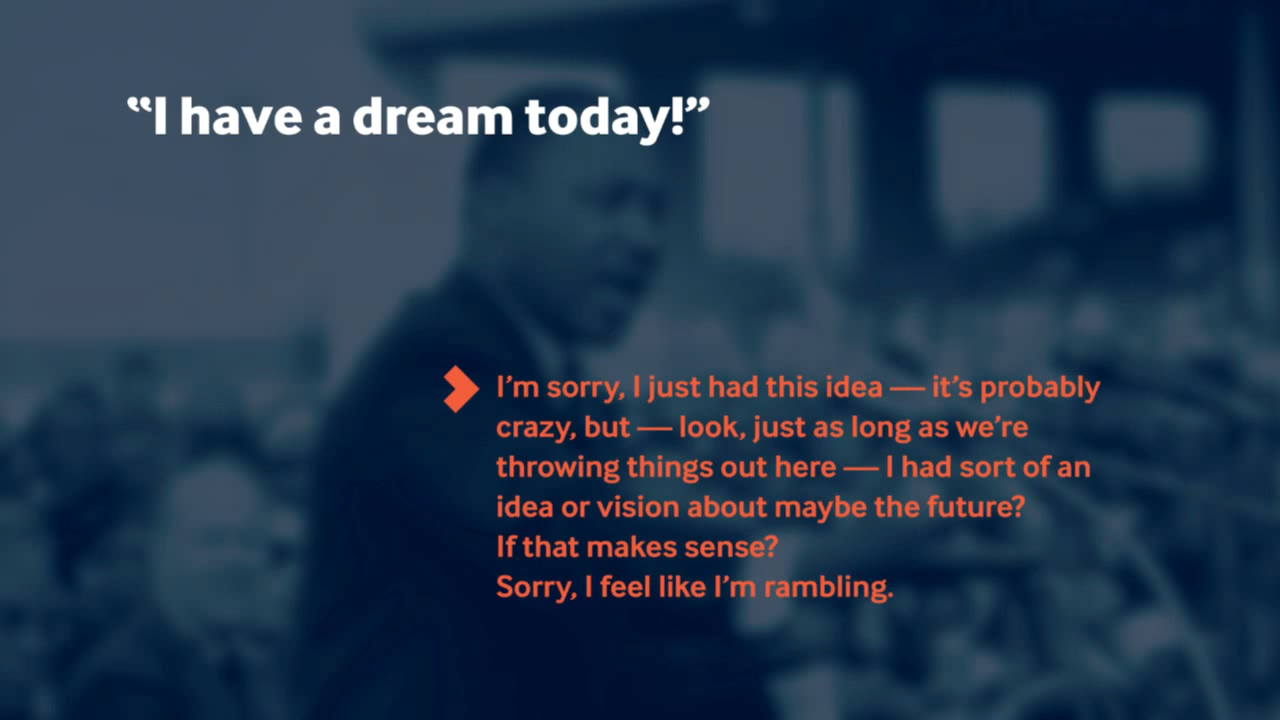 “I have a dream today!”
I’m sorry, I just had this idea — it’s probably
crazy, but — look, just as long as we’re
throwing things out here — I had sort of an
idea or vision about maybe the future?
If that makes sense?
Sorry, I feel like I’m rambling.